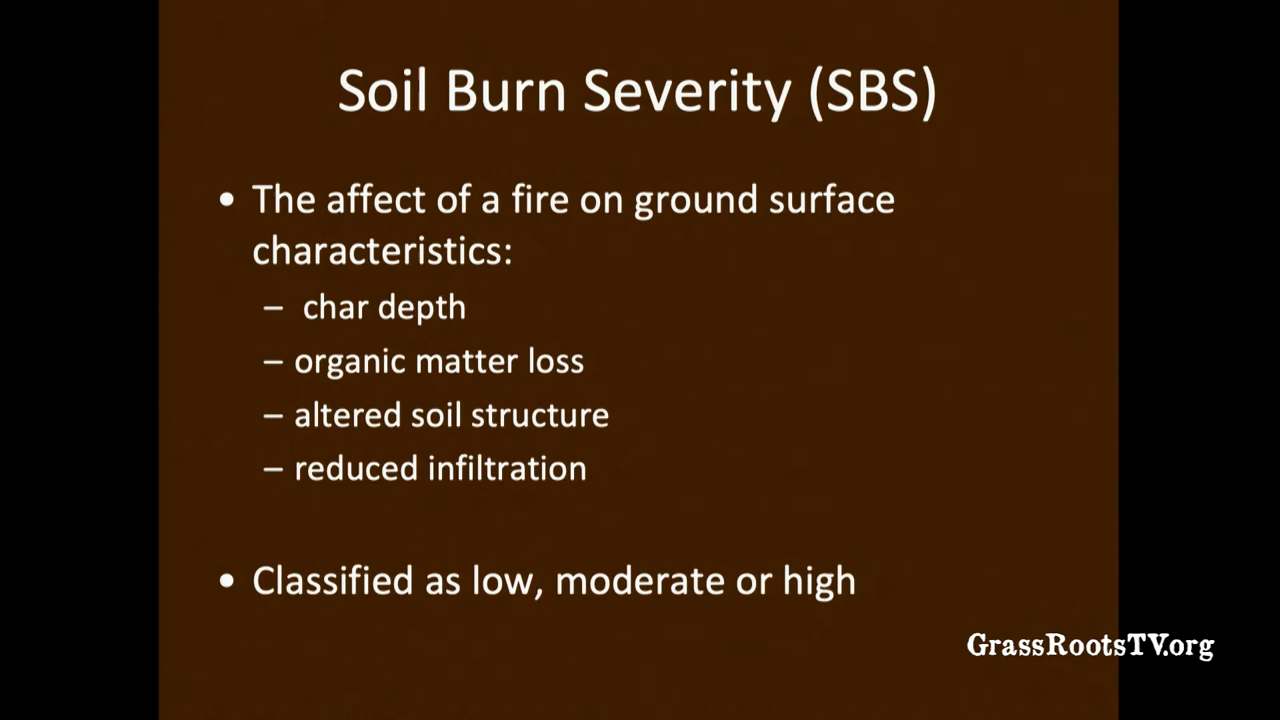 Soil Burn Severity (SBS)
• The affect of a fire on ground surface
characteristics:
– char depth
– organic matter loss
– altered soil structure
– reduced infiltration
• Classified as low, moderate or high
GrassRootsTV.org